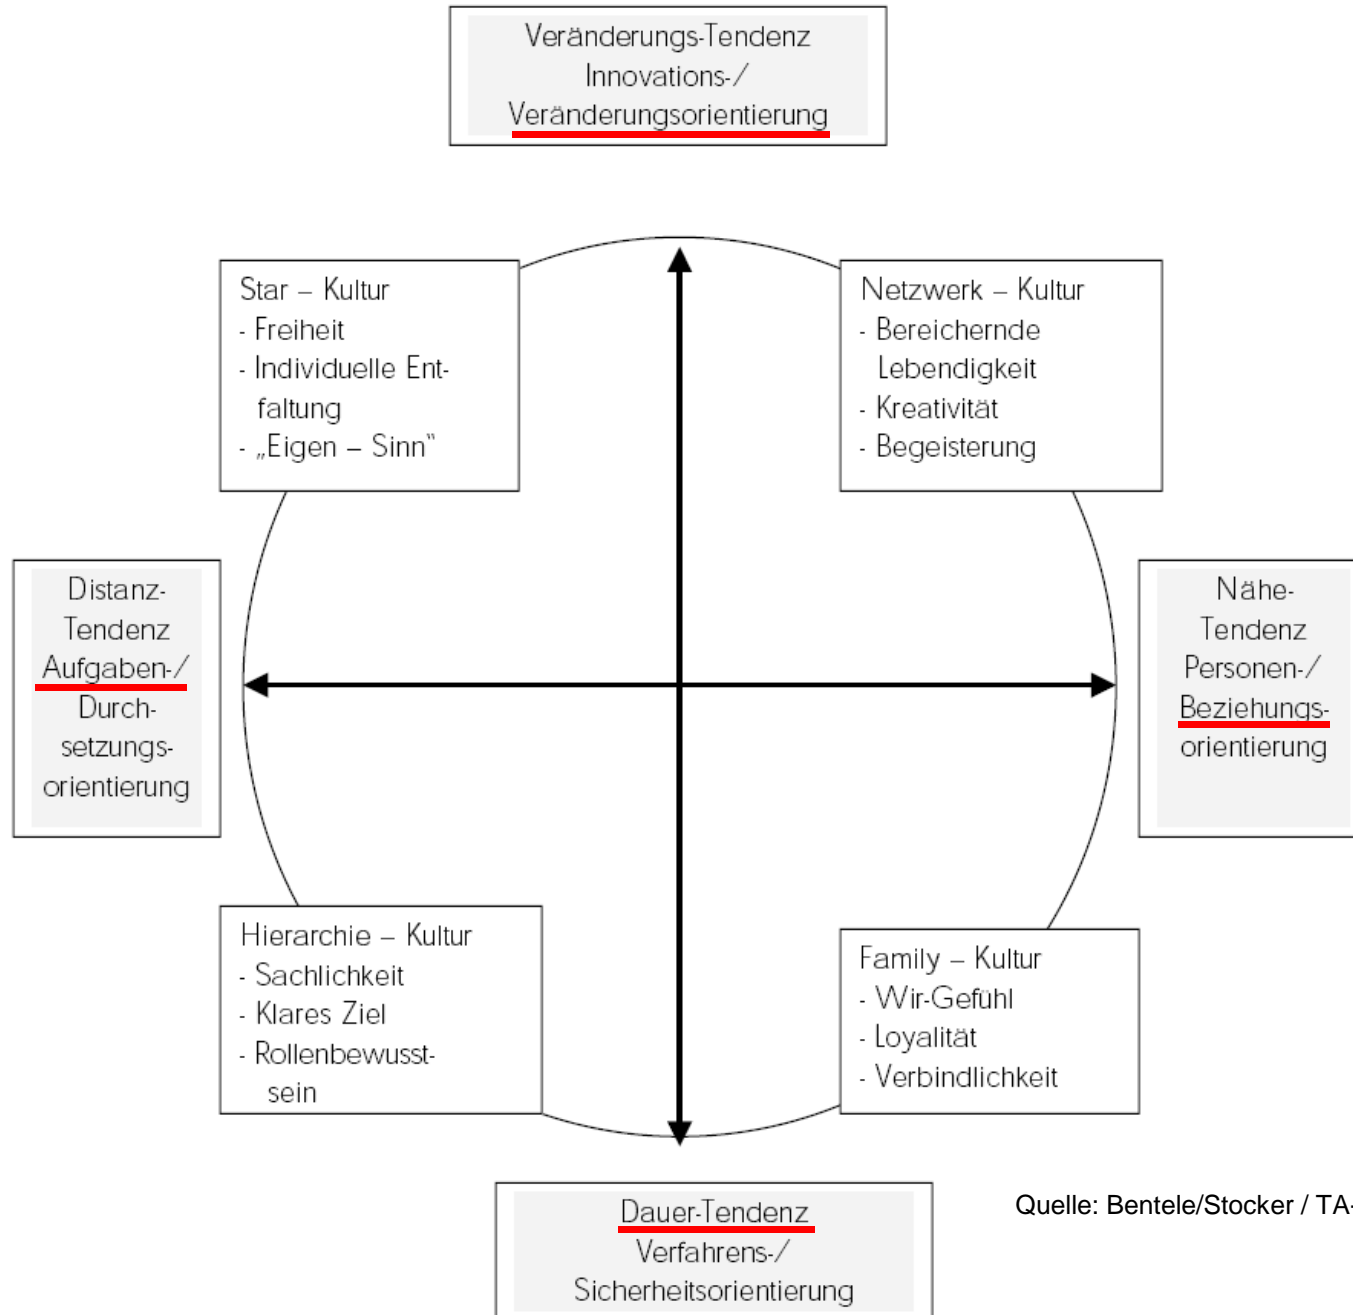 Veränderungs-Tendenz
Innovations-/
Veränderungsorientierung
Star – Kultur
- Freiheit
- Individuelle Ent-
faltung
- „Eigen – Sinn“
Netzwerk – Kultur
- Bereichernde
Lebendigkeit
- Kreativität
- Begeisterung
Distanz-
Tendenz
Aufgaben-/
Durch-
setzungs-
orientierung
Nähe-
Tendenz
Personen-/
Beziehungs-
orientierung
Hierarchie – Kultur
- Sachlichkeit
- Klares Ziel
- Rollenbewusst-
sein
Family – Kultur
- Wir-Gefühl
- Loyalität
- Verbindlichkeit
Dauer-Tendenz
Verfahrens-/
Sicherheitsorientierung
Quelle: Bentele/Stocker / TA-